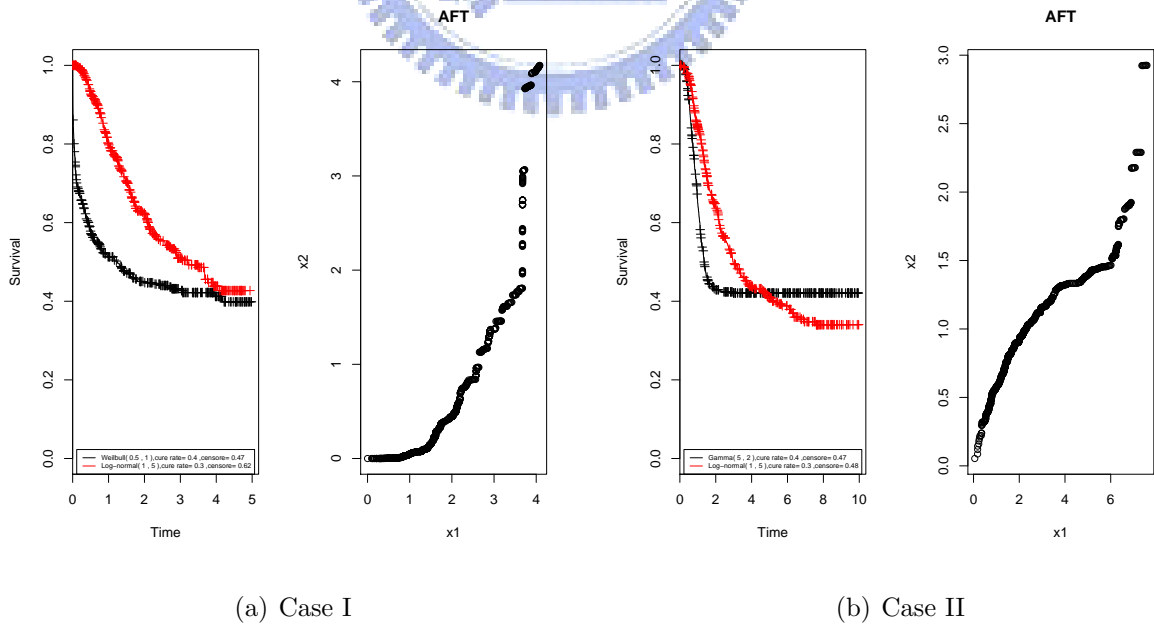 AFT
AFT
Survival
0.0
0.2
0.4
0.6
0.8
1.0
0
1
2
3
4
5
Time
Weilbull( 0.5 , 1 ),cure rate= 0.4 ,censore= 0.47
Log−normal( 1 , 5 ),cure rate= 0.3 ,censore= 0.62
x2
0
1
2
3
4
0
1
2
3
4
x1
Survival
0.0
0.2
0.4
0.6
0.8
1.0
0
2
4
6
8
10
Time
Gamma( 5 , 2 ),cure rate= 0.4 ,censore= 0.47
Log−normal( 1 , 5 ),cure rate= 0.3 ,censore= 0.48
x2
0.0
0.5
1.0
1.5
2.0
2.5
3.0
0
2
4
6
x1
(a) Case I
(b) Case II